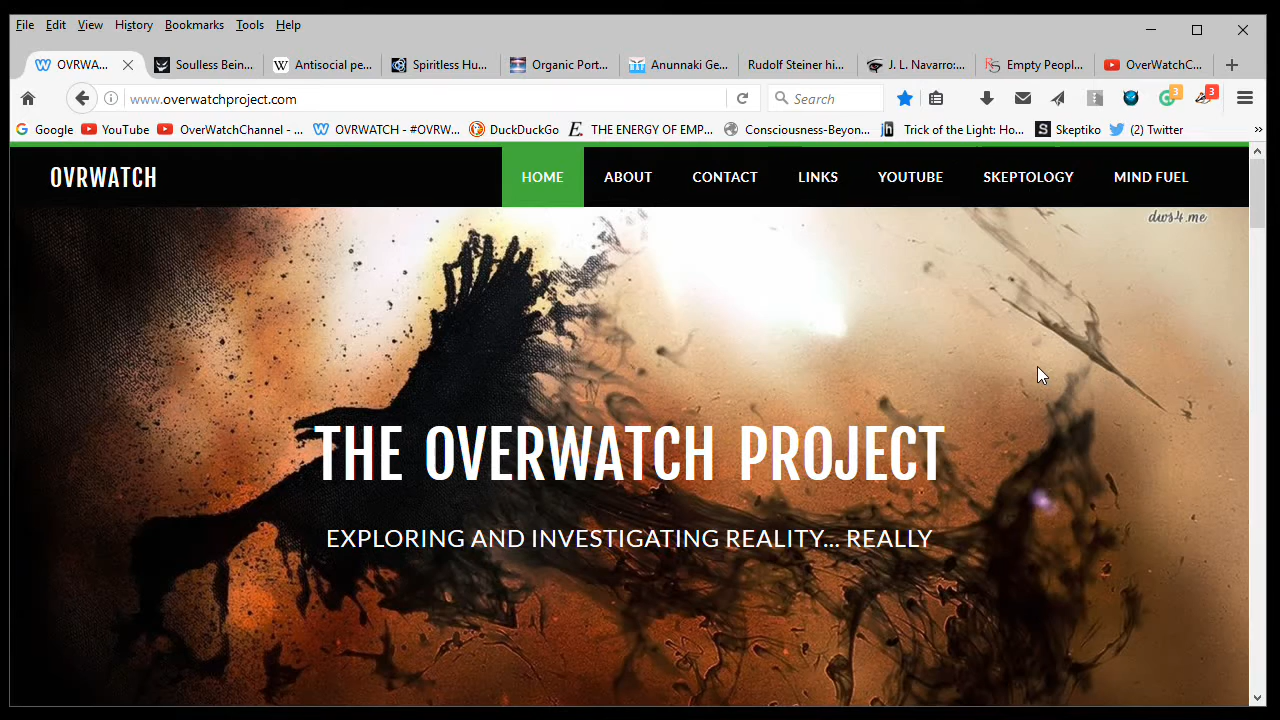 File Edit View History Bookmarks Tools Help
OVRWA... Soulless Bein... Antisocial pe... Spiritless Hu... Organic Port... Anunnaki Ge... Rudolf Steiner hi... J. L. Navarro:... Empty Peopl... OverWatchC...
www.overwatchproject.com Search 3 3
Google YouTube OverWatchChannel - ... OVRWATCH - #OVRW... DuckDuckGo THE ENERGY OF EMP... Consciousness-Beyon... Trick of the Light: Ho... Skeptiko (2) Twitter »
OVRWATCH HOME ABOUT CONTACT LINKS YOUTUBE SKEPTOLOGY MIND FUEL
dws4.me
THE OVERWATCH PROJECT
EXPLORING AND INVESTIGATING REALITY... REALLY